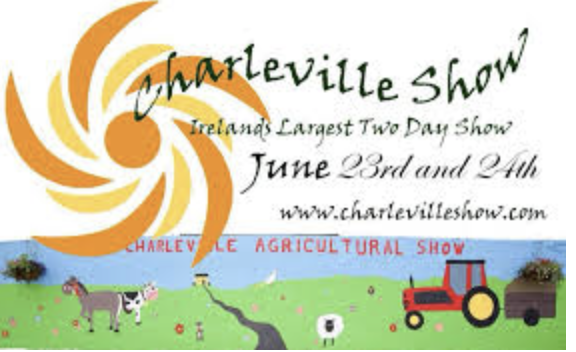 Charleville Show
Irelands Largest Two Day Show
June 23rd and 24th
www.charlevilleshow.com
CHARLEVILLE AGRICULTURAL SHOW